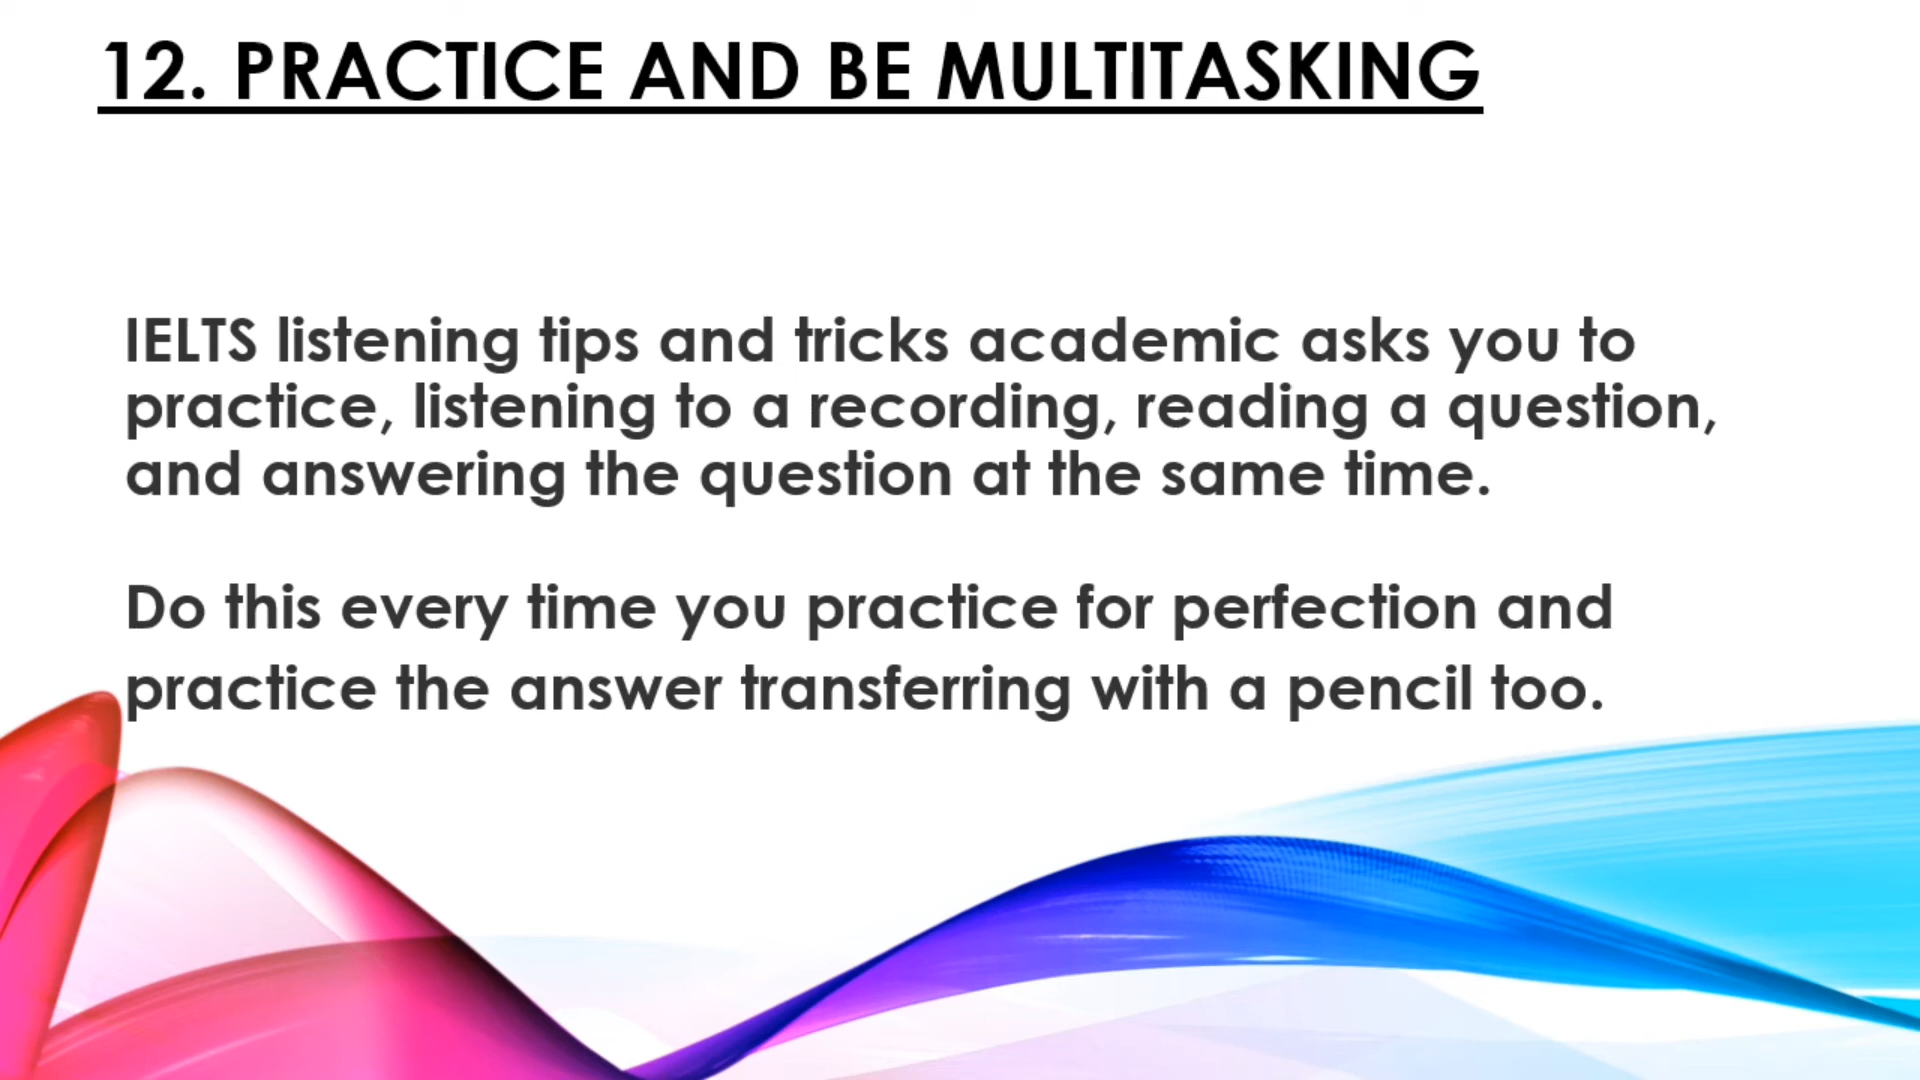 12. PRACTICE AND BE MULTITASKING
IELTS listening tips and tricks academic asks you to
practice, listening to a recording, reading a question,
and answering the question at the same time.
Do this every time you practice for perfection and
practice the answer transferring with a pencil too.